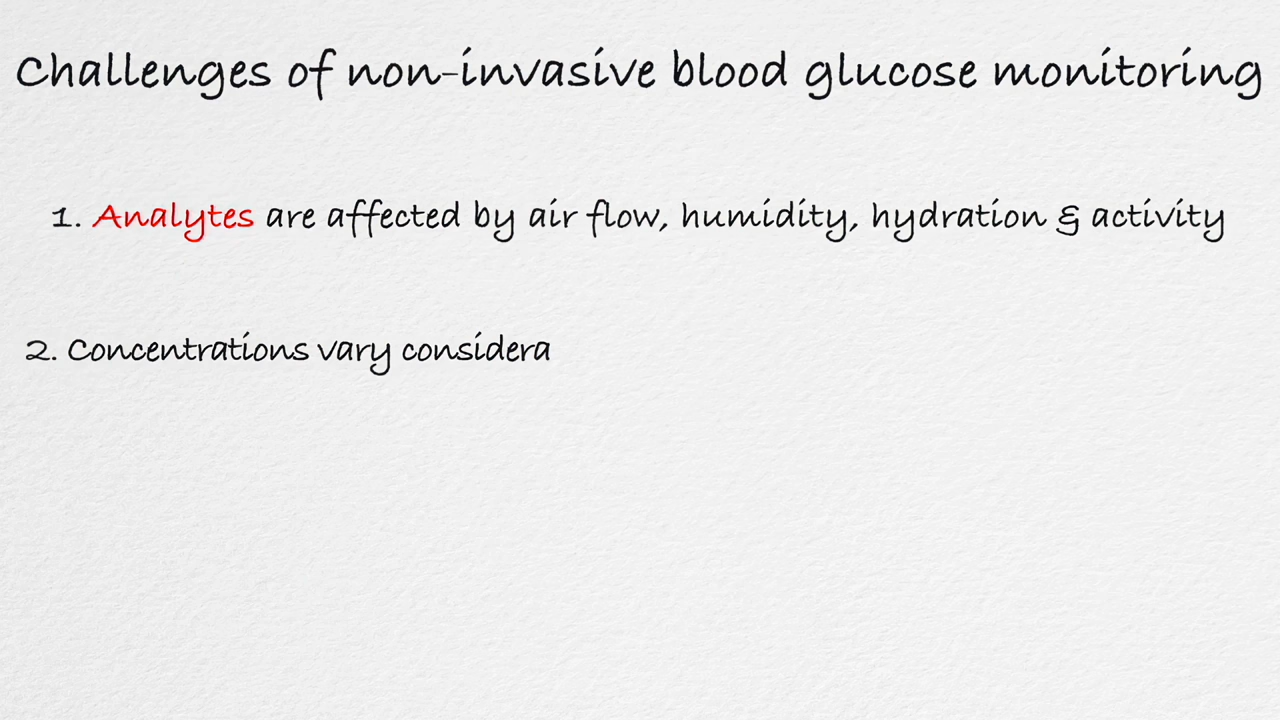 Challenges of non-invasive blood glucose monitoring
1. Analytes are affected by air flow, humidity, hydration & activity
2. Concentrations vary considera